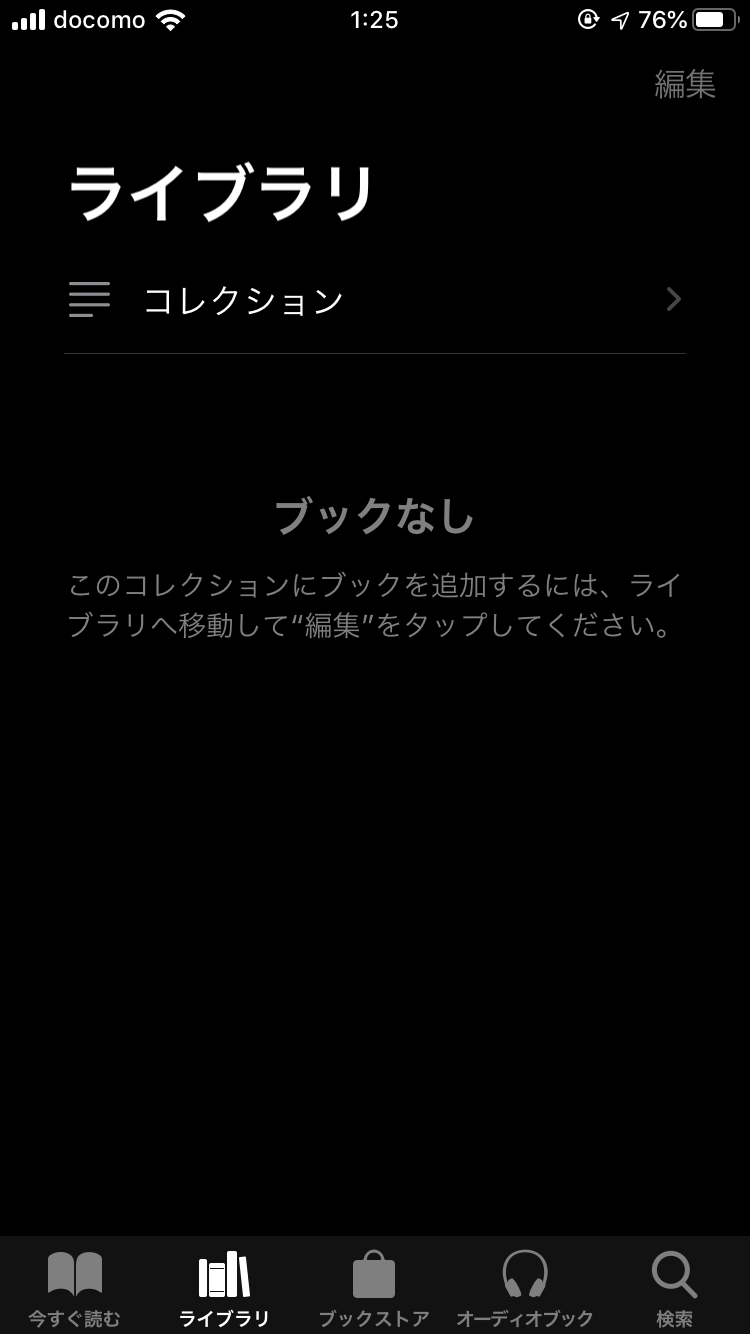 docomo 1:25 76%
編集
ライブラリ
コレクション
ブックなし
このコレクションにブックを追加するには、ライ
ブラリへ移動して“編集”をタップしてください。
今すぐ読む ライブラリ ブックストア オーディオブック 検索